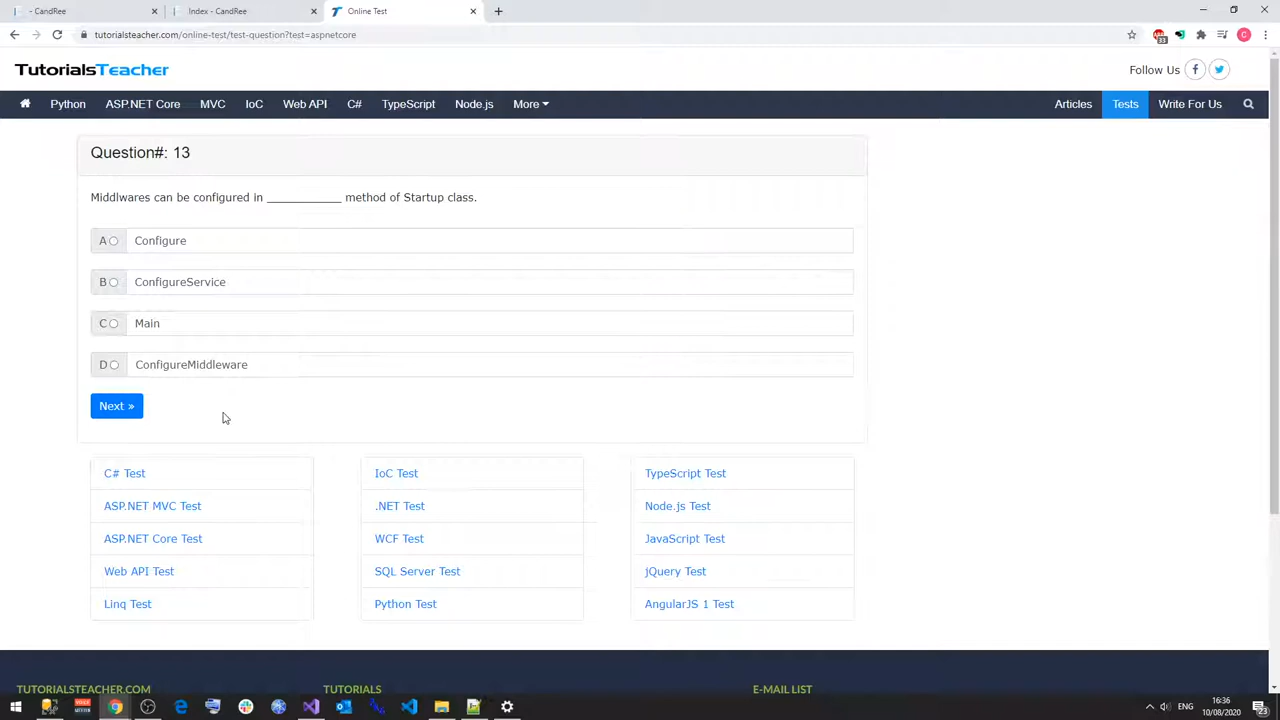 - CandRee
Index - CandRee
Online Test
tutorialsteacher.com/online-test/test-question?test=aspnetcore
33
C
TutorialsTeacher
Follow Us
Python
ASP.NET Core
MVC
IoC
Web API
C#
TypeScript
Node.js
More
Articles
Tests
Write For Us
Question#: 13
Middlwares can be configured in ____________ method of Startup class.
A Configure
B ConfigureService
C Main
D ConfigureMiddleware
Next »
C# Test
IoC Test
TypeScript Test
ASP.NET MVC Test
.NET Test
Node.js Test
ASP.NET Core Test
WCF Test
JavaScript Test
Web API Test
SQL Server Test
jQuery Test
Linq Test
Python Test
AngularJS 1 Test
TUTORIALSTEACHER.COM
TUTORIALS
E-MAIL LIST
ENG
16:36
10/08/2020
23